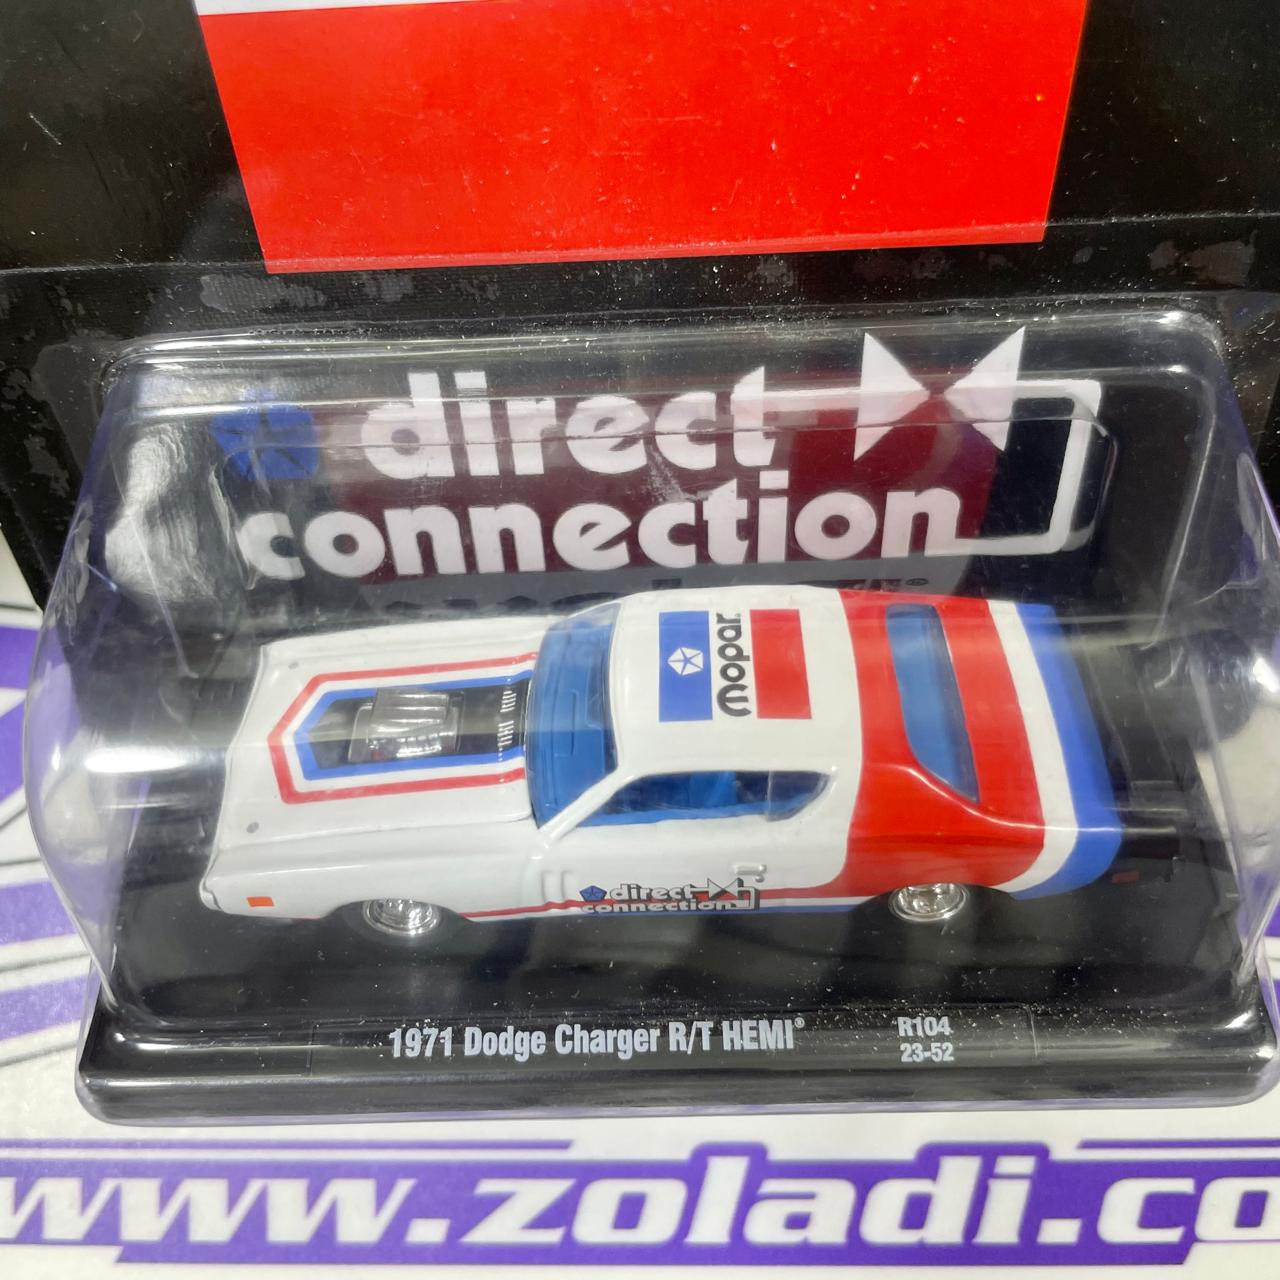 direct
connection
mopar
direct
connection
1971 Dodge Charger R/T HEMI®
R104
23-52
www.zoladi.co